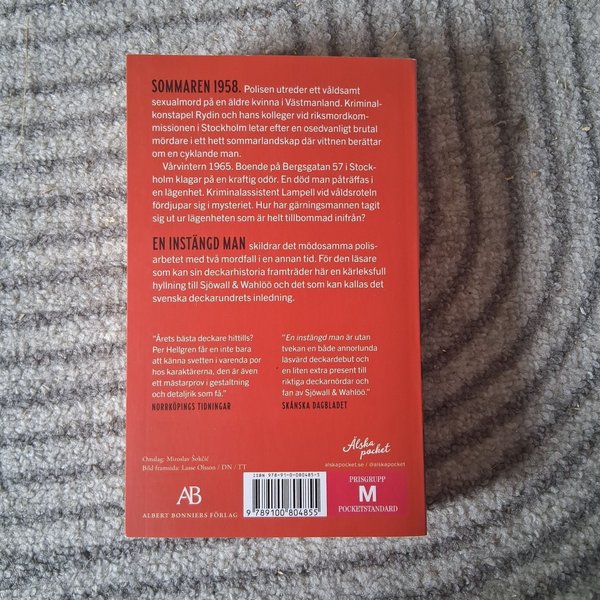 SOMMAREN 1958. Polisen utreder ett våldsamt
sexualmord på en äldre kvinna i Västmanland. Kriminal-
konstapel Rydin och hans kolleger vid riksmordkom-
missionen i Stockholm letar efter en osedvanligt brutal
mördare i ett hett sommarlandskap där vittnen berättar
om en cyklande man.
Vårvintern 1965. Boende på Bergsgatan 57 i Stock-
holm klagar på en kraftig odör. En död man påträffas i
en lägenhet. Kriminalassistent Lampell vid våldsroteln
fördjupar sig i mysteriet. Hur har gärningsmannen tagit
sig ut ur lägenheten som är helt tillbommad inifrån?
EN INSTÄNGD MAN skildrar det mödosamma polis-
arbetet med två mordfall i en annan tid. För den läsare
som kan sin deckarhistoria framträder här en kärleksfull
hyllning till Sjöwall & Wahlöö och det som kan kallas det
svenska deckarundrets inledning.
"Årets bästa deckare hittills?
Per Hellgren får en inte bara
att känna svetten i varenda por
hos karaktärerna, den är även
ett mästarprov i gestaltning
och detaljrik som få."
NORRKÖPINGS TIDNINGAR
"En instängd man är utan
tvekan en både annorlunda
läsvärd deckardebut och
en liten extra present till
riktiga deckarnördar och
fan av Sjöwall & Wahlöö."
SKÅNSKA DAGBLADET
Älska
pocket
alskapocket.se / @alskapocket
Omslag: Miroslav Šokčić
Bild framsida: Lasse Olsson / DN / TT
AB
ALBERT BONNIERS FÖRLAG
ISBN 978-91-0-080485-5
9 789100 804855
PRISGRUPP
M
POCKETSTANDARD